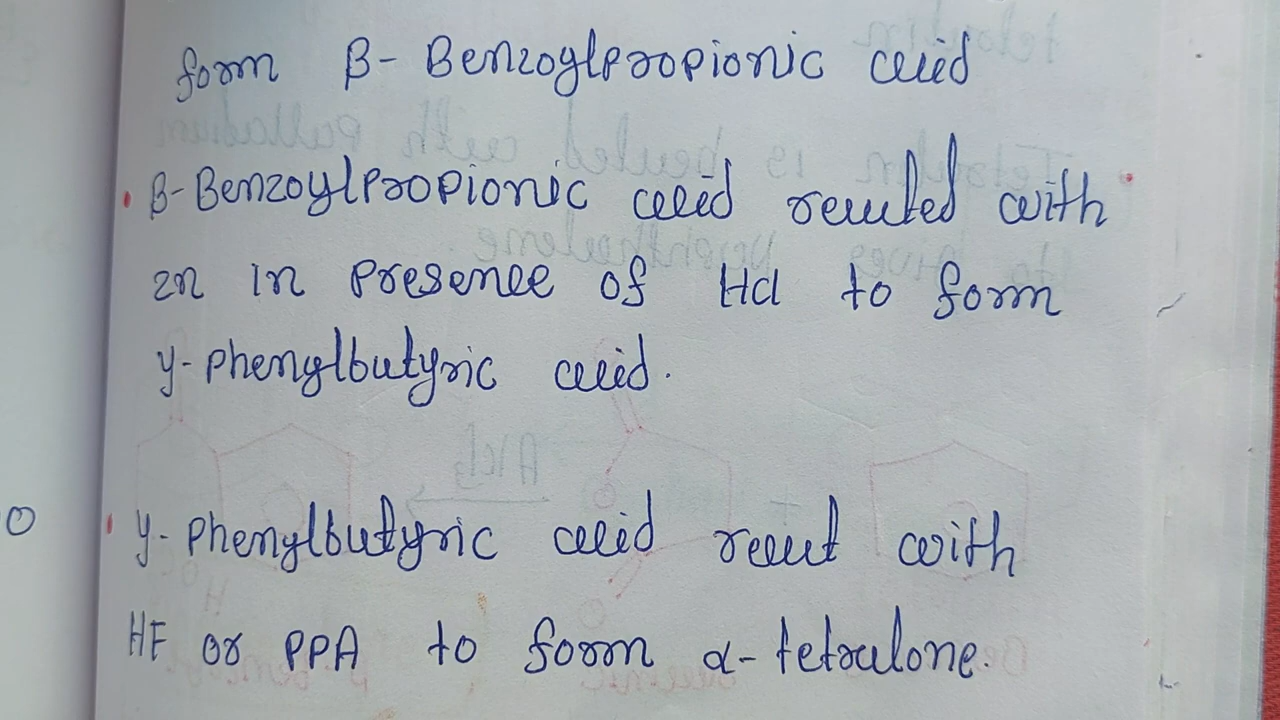 form β- Benzoylpropionic acid
β-Benzoylpropionic acid reacted with
zn in presence of Hcl to form
γ-phenylbutyric acid.
γ-phenylbutyric acid react with
HF or PPA to form α-tetralone.